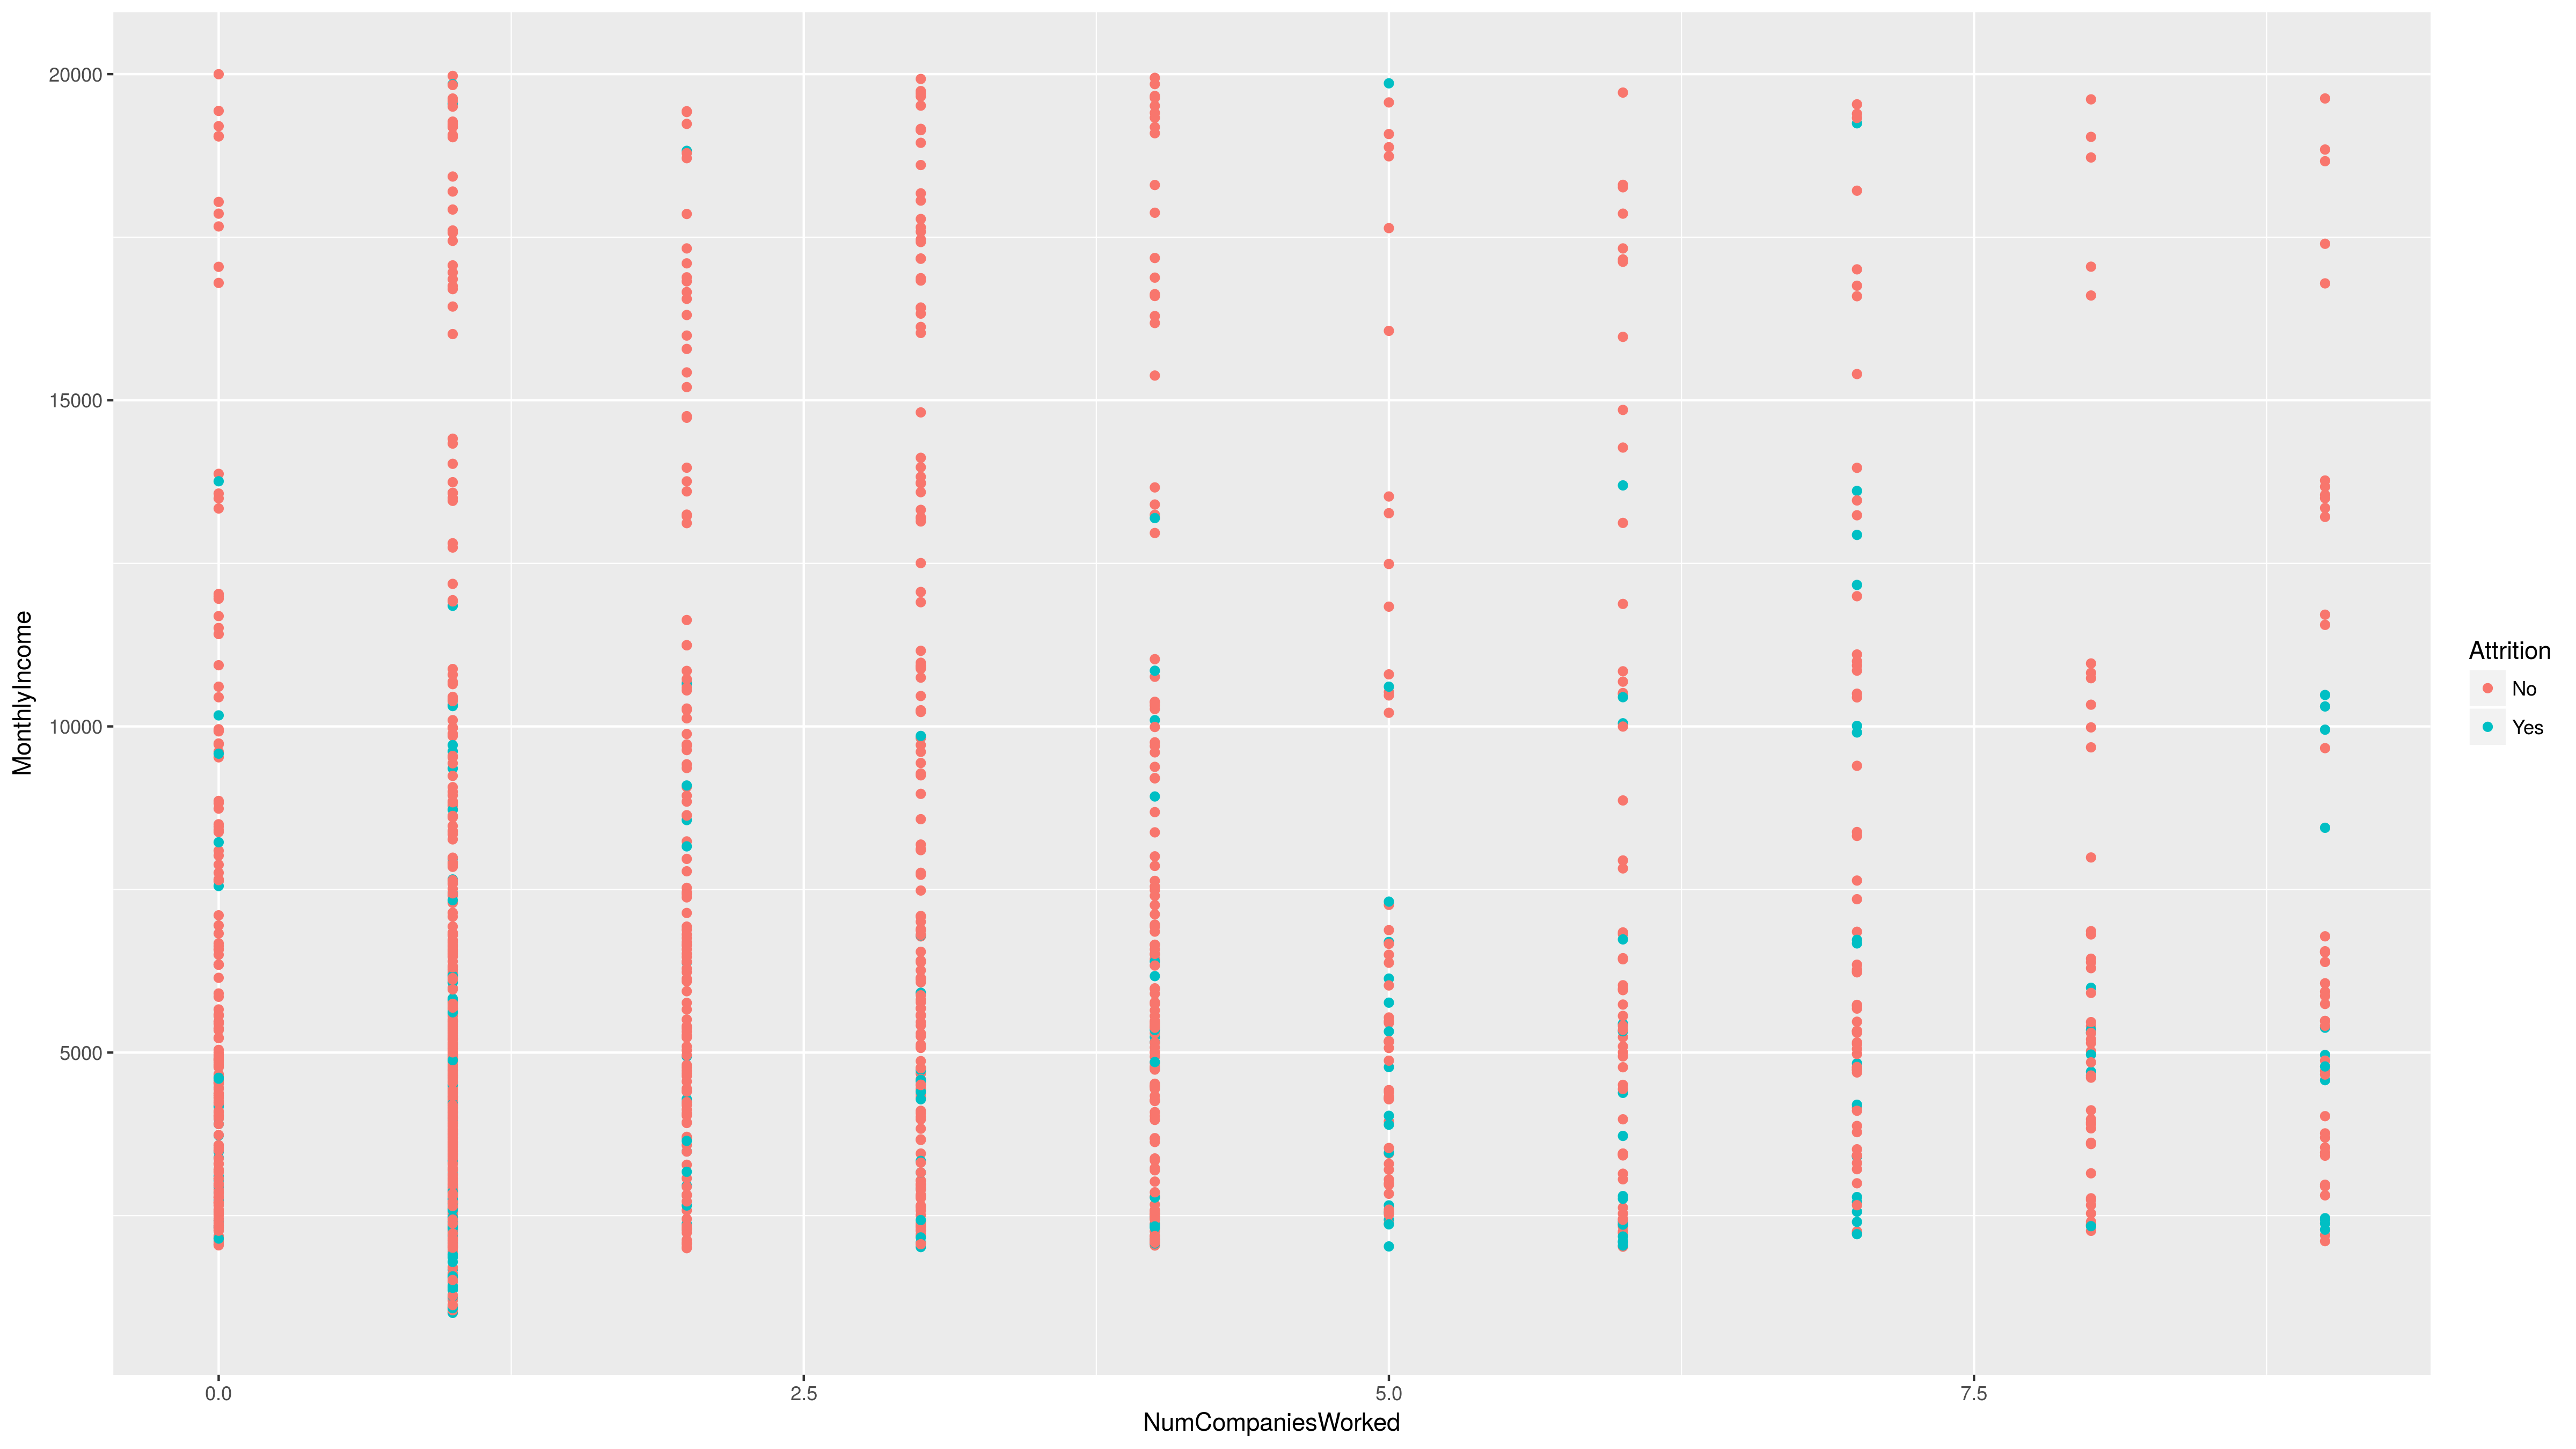 20000
15000
10000
5000
MonthlyIncome
0.0 2.5 5.0 7.5
NumCompaniesWorked
Attrition
No
Yes